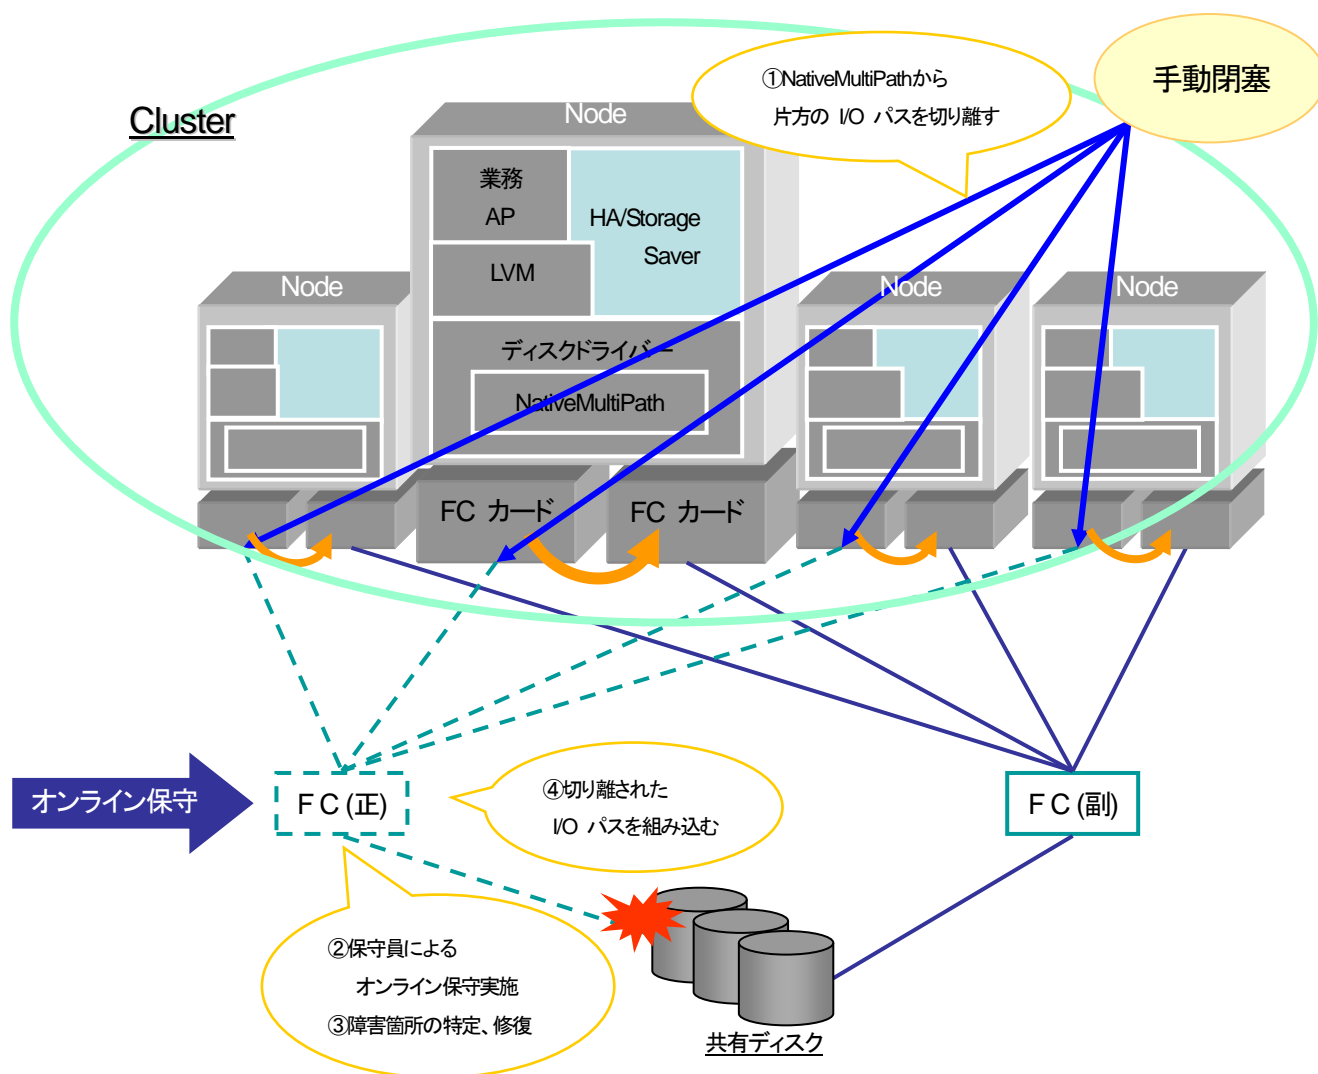 ①NativeMultiPathから
片方の I/O パスを切り離す
手動閉塞
Cluster
Node
業務
AP
HA/Storage
Saver
LVM
ディスクドライバー
NativeMultiPath
Node
Node
Node
FC カード
FC カード
オンライン保守
ＦＣ(正)
④切り離された
I/O パスを組み込む
ＦＣ(副)
②保守員による
オンライン保守実施
③障害箇所の特定、修復
共有ディスク